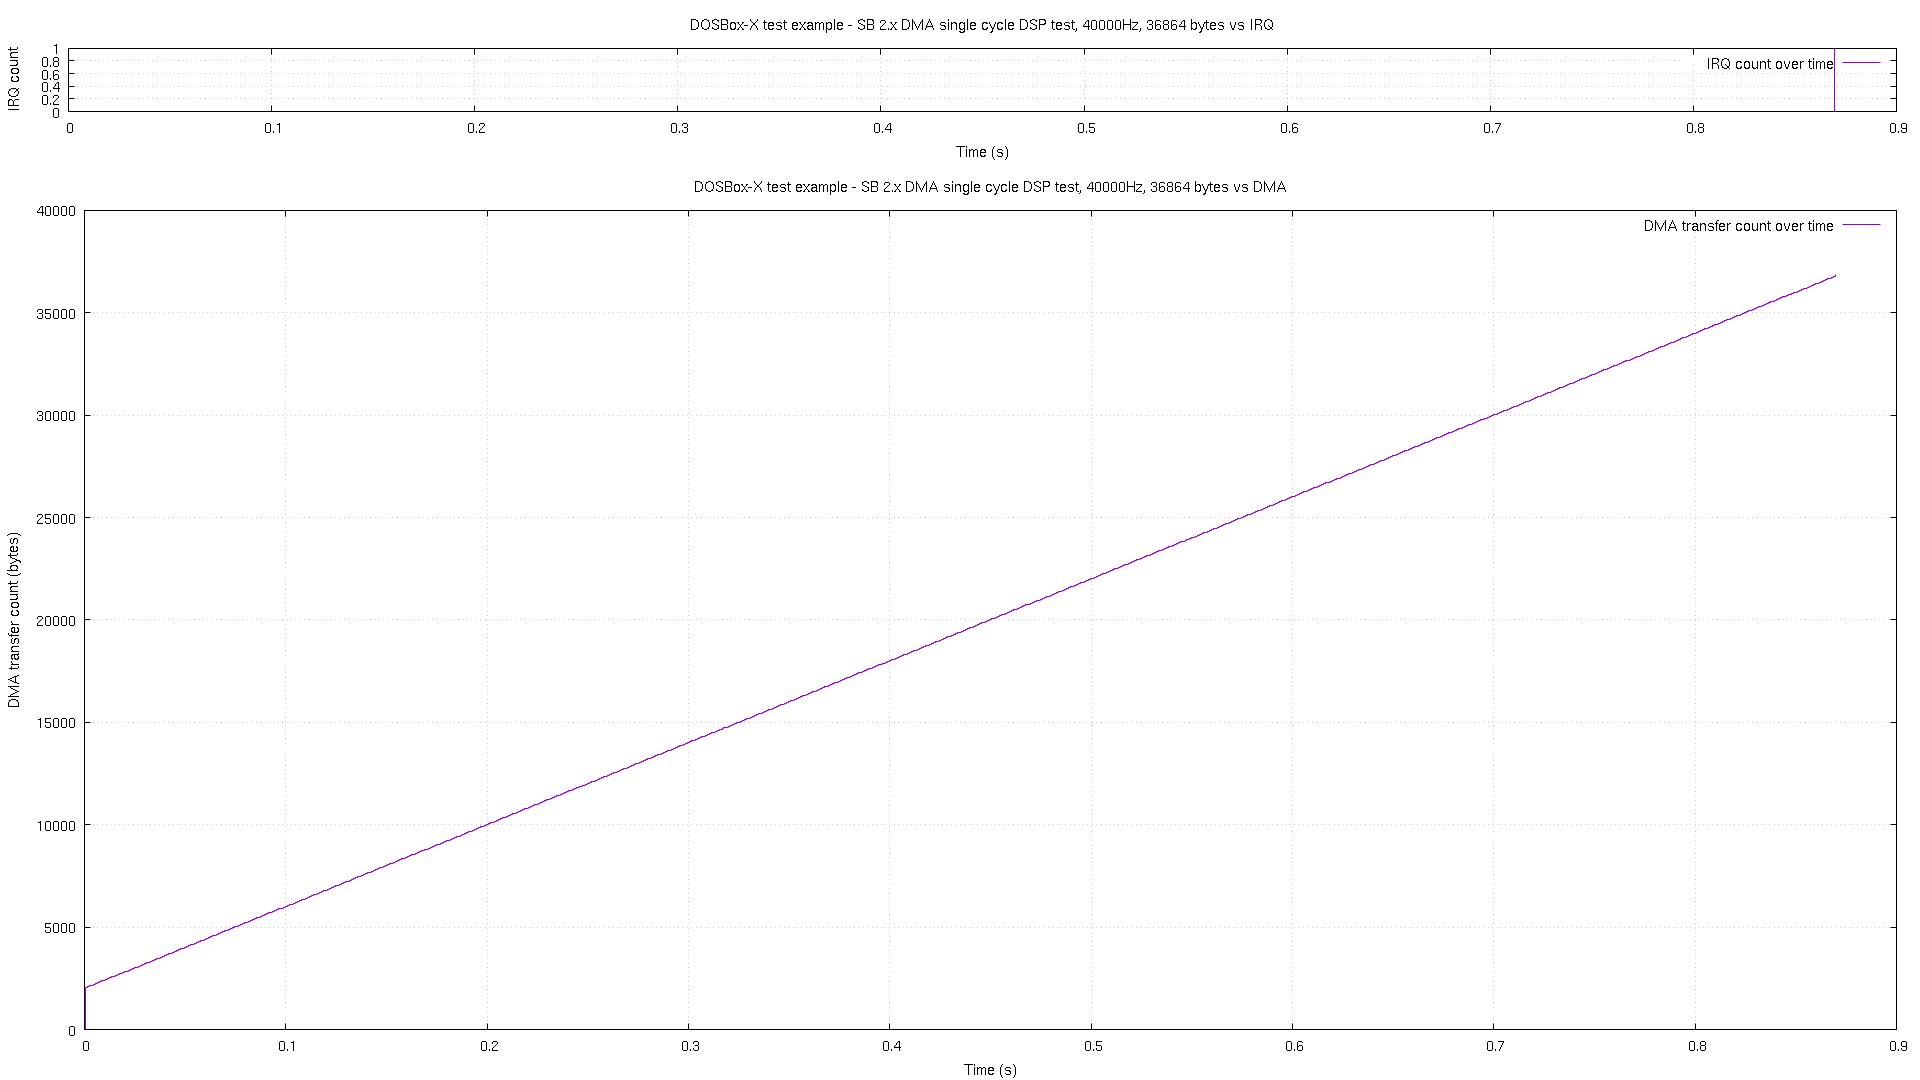 DOSBox-X test example - SB 2.x DMA single cycle DSP test, 40000Hz, 36864 bytes vs IRQ
IRQ count
1
0.8
0.6
0.4
0.2
0
IRQ count over time
0 0.1 0.2 0.3 0.4 0.5 0.6 0.7 0.8 0.9
Time (s)
DOSBox-X test example - SB 2.x DMA single cycle DSP test, 40000Hz, 36864 bytes vs DMA
DMA transfer count (bytes)
40000
35000
30000
25000
20000
15000
10000
5000
0
DMA transfer count over time
0 0.1 0.2 0.3 0.4 0.5 0.6 0.7 0.8 0.9
Time (s)